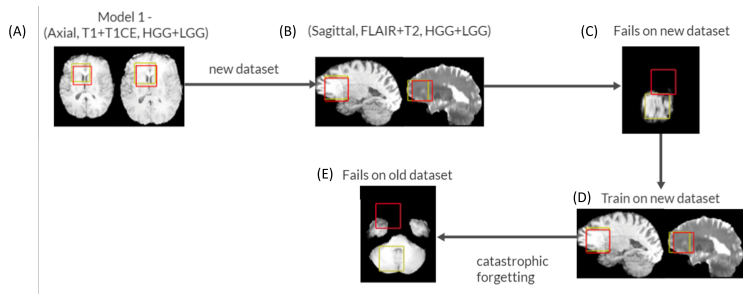 Model 1 -
(A)
(Axial, T1+T1CE, HGG+LGG)
new dataset
(B)
(Sagittal, FLAIR+T2, HGG+LGG)
(C)
Fails on new dataset
(D) Train on new dataset
catastrophic
forgetting
(E) Fails on old dataset